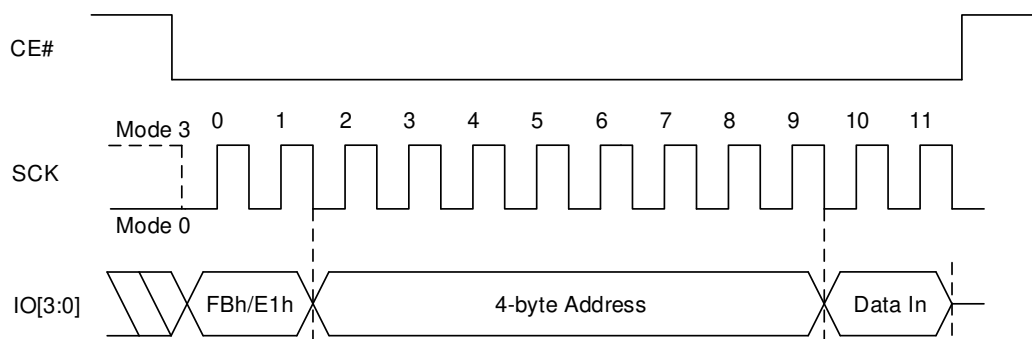 CE#
Mode 3 0 1 2 3 4 5 6 7 8 9 10 11
SCK
Mode 0
IO[3:0] FBh/E1h 4-byte Address Data In